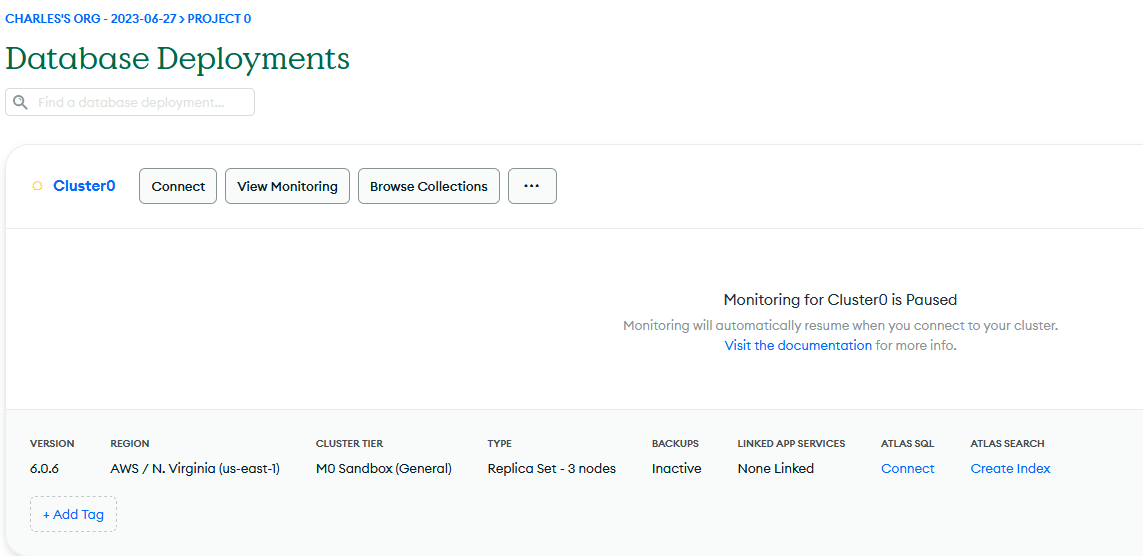 CHARLES'S ORG - 2023-06-27 > PROJECT 0
Database Deployments
Find a database deployment...
Cluster0
Connect
View Monitoring
Browse Collections
...
Monitoring for Cluster0 is Paused
Monitoring will automatically resume when you connect to your cluster.
Visit the documentation for more info.
VERSION REGION CLUSTER TIER TYPE BACKUPS LINKED APP SERVICES ATLAS SQL ATLAS SEARCH
6.0.6 AWS / N. Virginia (us-east-1) M0 Sandbox (General) Replica Set - 3 nodes Inactive None Linked Connect Create Index
+ Add Tag